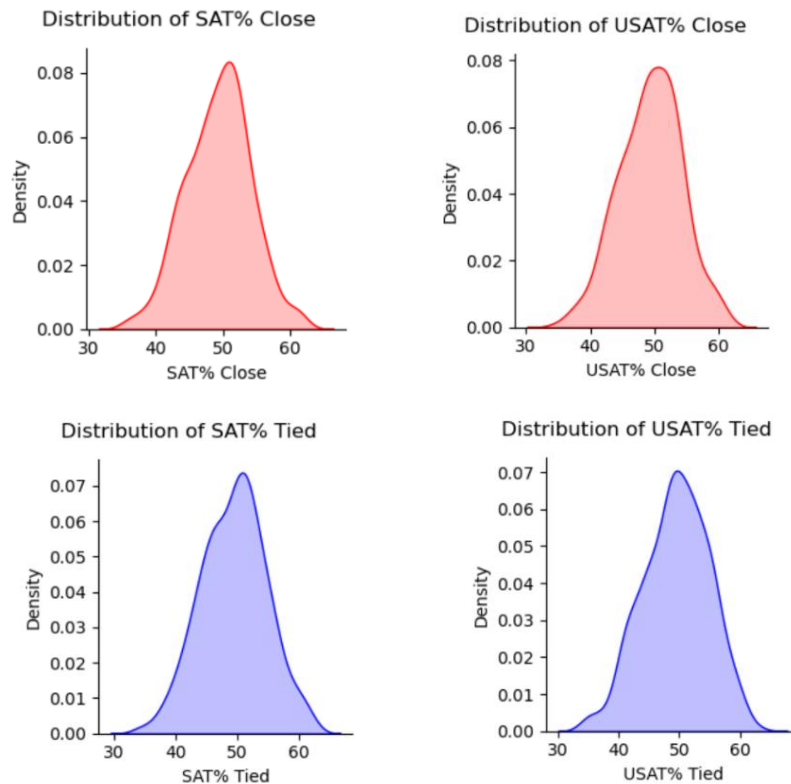 Distribution of SAT% Close
0.08
0.06
0.04
0.02
0.00
Density
30 40 50 60
SAT% Close
Distribution of USAT% Close
0.08
0.06
0.04
0.02
0.00
Density
30 40 50 60
USAT% Close
Distribution of SAT% Tied
0.07
0.06
0.05
0.04
0.03
0.02
0.01
0.00
Density
30 40 50 60
SAT% Tied
Distribution of USAT% Tied
0.07
0.06
0.05
0.04
0.03
0.02
0.01
0.00
Density
30 40 50 60
USAT% Tied